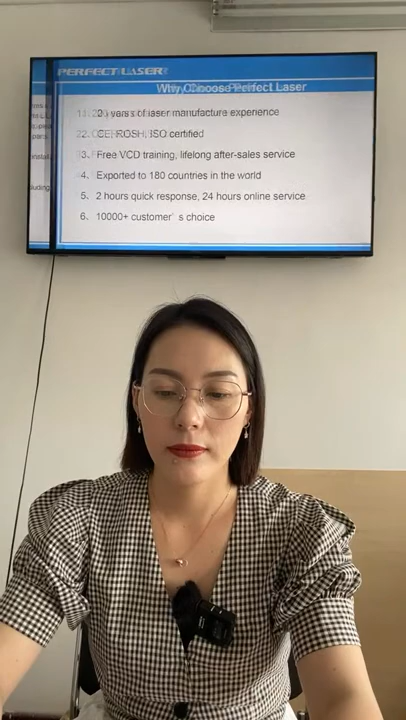 PERFECT LASER
Why Choose Perfect Laser
1. 20 years of laser manufacture experience
2. CE, ROSH, ISO certified
3. Free VCD training, lifelong after-sales service
4. Exported to 180 countries in the world
5. 2 hours quick response, 24 hours online service
6. 10000+ customer's choice